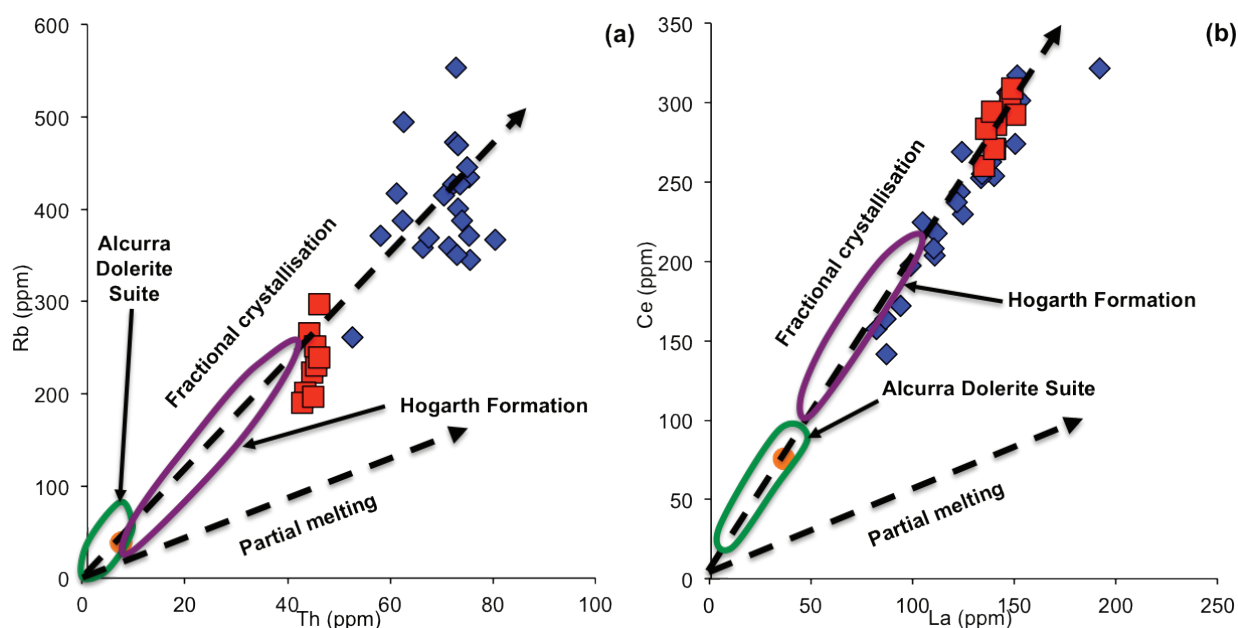 (a)
600
500
400
300
200
100
0
Rb (ppm)
0
20
40
60
80
100
Th (ppm)
Alcurra
Dolerite
Suite
Fractional crystallisation
Hogarth Formation
Partial melting
(b)
350
300
250
200
150
100
50
0
Ce (ppm)
0
50
100
150
200
250
La (ppm)
Fractional crystallisation
Hogarth Formation
Alcurra Dolerite Suite
Partial melting